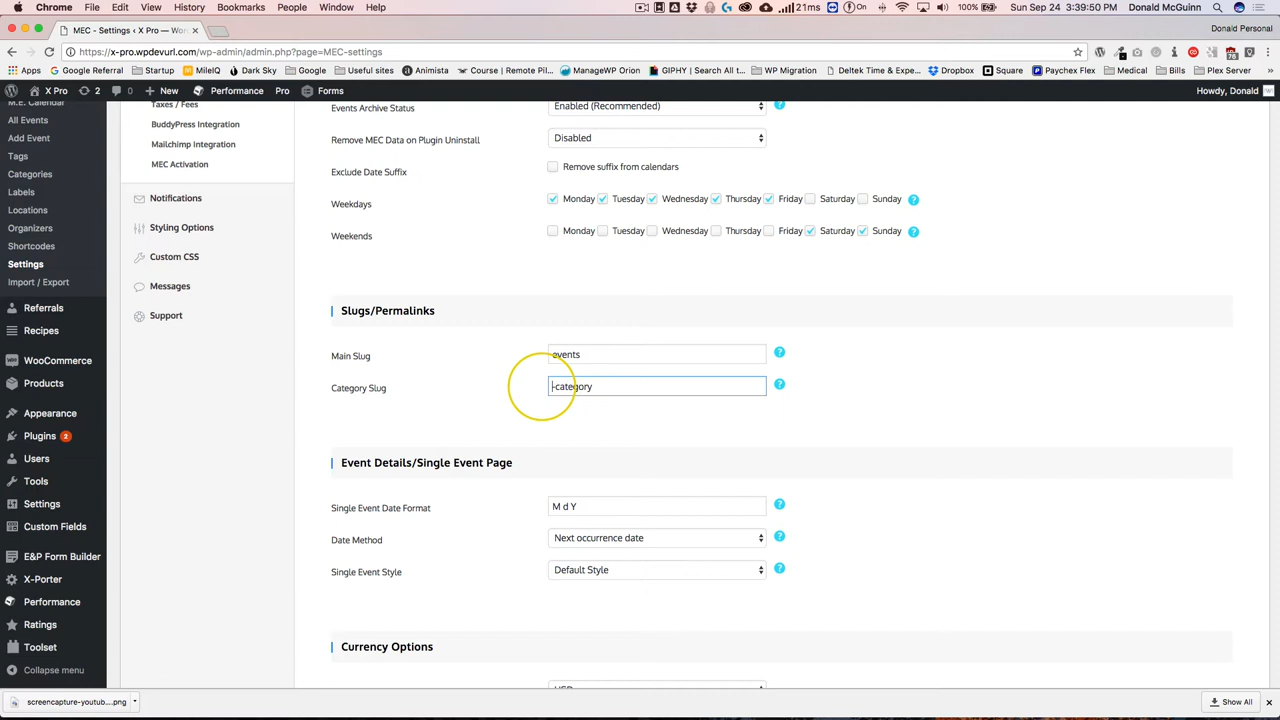 Chrome File Edit View History Bookmarks People Window Help 21ms 100% Sun Sep 24 3:39:50 PM Donald McGuinn
MEC - Settings ‹ X Pro — Wor Donald Personal
https://x-pro.wpdevurl.com/wp-admin/admin.php?page=MEC-settings
Apps Google Referral Startup MileIQ Dark Sky Google Useful sites Animista Course | Remote Pil... ManageWP Orion GIPHY | Search All t... WP Migration Deltek Time & Expe... Dropbox Square Paychex Flex Medical Bills Plex Server
X Pro 2 0 New Performance Pro Forms Howdy, Donald
M.E. Calendar
All Events
Add Event
Tags
Categories
Labels
Locations
Organizers
Shortcodes
Settings
Import / Export
Referrals
Recipes
WooCommerce
Products
Appearance
Plugins 2
Users
Tools
Settings
Custom Fields
E&P Form Builder
X-Porter
Performance
Ratings
Toolset
Collapse menu
Taxes / Fees
BuddyPress Integration
Mailchimp Integration
MEC Activation
Notifications
Styling Options
Custom CSS
Messages
Support
Events Archive Status Enabled (Recommended) ?
Remove MEC Data on Plugin Uninstall Disabled
Exclude Date Suffix Remove suffix from calendars
Weekdays Monday Tuesday Wednesday Thursday Friday Saturday Sunday ?
Weekends Monday Tuesday Wednesday Thursday Friday Saturday Sunday ?
Slugs/Permalinks
Main Slug events ?
Category Slug -category ?
Event Details/Single Event Page
Single Event Date Format M d Y ?
Date Method Next occurrence date ?
Single Event Style Default Style ?
Currency Options
USD
screencapture-youtub....png Show All